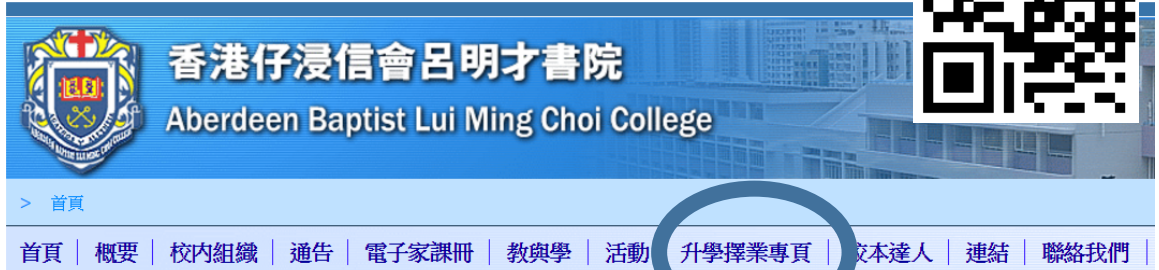 香港仔浸信會呂明才書院
Aberdeen Baptist Lui Ming Choi College
> 首頁
首頁 | 概要 | 校內組織 | 通告 | 電子家課冊 | 教與學 | 活動 | 升學擇業專頁 | 校本達人 | 連結 | 聯絡我們 |